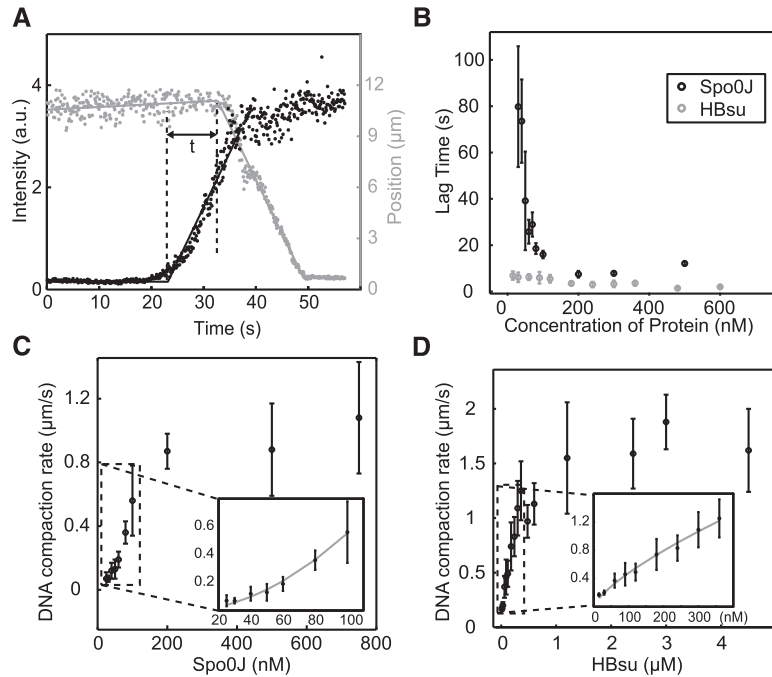 A
4
2
0
Intensity (a.u.)
12
9
6
3
0
Position (µm)
t
0 10 20 30 40 50
Time (s)
B
100
80
60
40
20
0
Lag Time (s)
Spo0J
HBsu
0 200 400 600
Concentration of Protein (nM)
C
1.2
0.8
0.4
0
DNA compaction rate (µm/s)
0.6
0.4
0.2
20 40 60 80 100
0 200 400 600 800
Spo0J (nM)
D
2
1.5
1
0.5
0
DNA compaction rate (µm/s)
1.2
0.8
0.4
0 100 200 300 (nM)
0 1 2 3 4
HBsu (µM)